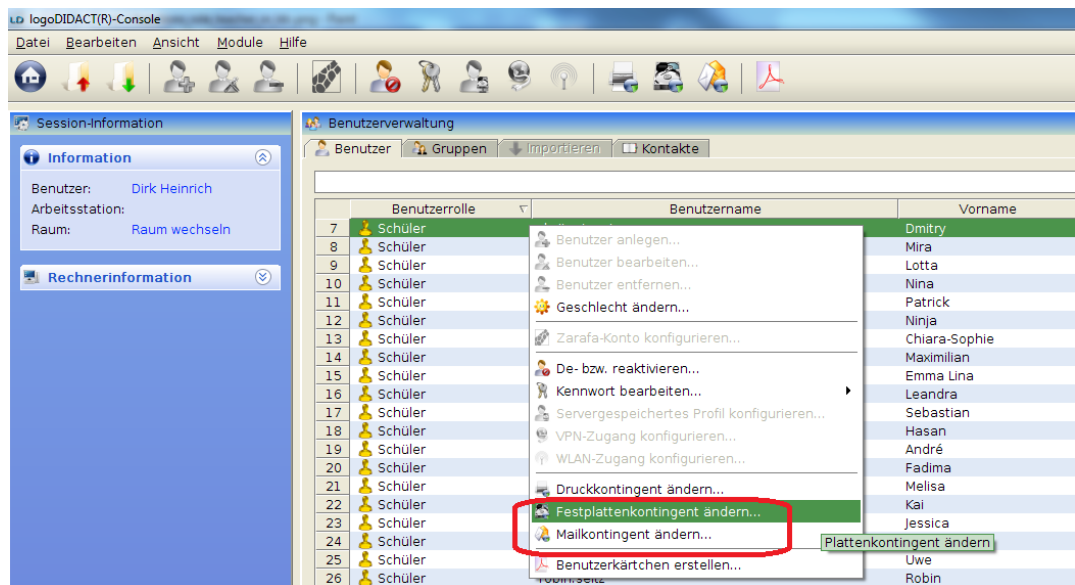 LD logoDIDACT(R)-Console
Datei Bearbeiten Ansicht Module Hilfe
Session-Information
Benutzerverwaltung
Information
Benutzer Gruppen Importieren Kontakte
Benutzer: Dirk Heinrich
Arbeitsstation:
Raum: Raum wechseln
Rechnerinformation
Benutzerrolle Benutzername Vorname
7 Schüler Dmitry
8 Schüler Benutzer anlegen... Mira
9 Schüler Benutzer bearbeiten... Lotta
10 Schüler Benutzer entfernen... Nina
11 Schüler Geschlecht ändern... Patrick
12 Schüler Ninja
13 Schüler Zarafa-Konto konfigurieren... Chiara-Sophie
14 Schüler Maximilian
15 Schüler De- bzw. reaktivieren... Emma Lina
16 Schüler Kennwort bearbeiten... Leandra
17 Schüler Servergespeichertes Profil konfigurieren... Sebastian
18 Schüler VPN-Zugang konfigurieren... Hasan
19 Schüler WLAN-Zugang konfigurieren... André
20 Schüler Fadima
21 Schüler Druckkontingent ändern... Melisa
22 Schüler Festplattenkontingent ändern... Kai
23 Schüler Mailkontingent ändern... Jessica
24 Schüler Plattenkontingent ändern
25 Schüler Benutzerkärtchen erstellen... Uwe
26 Schüler robin.seitz Robin